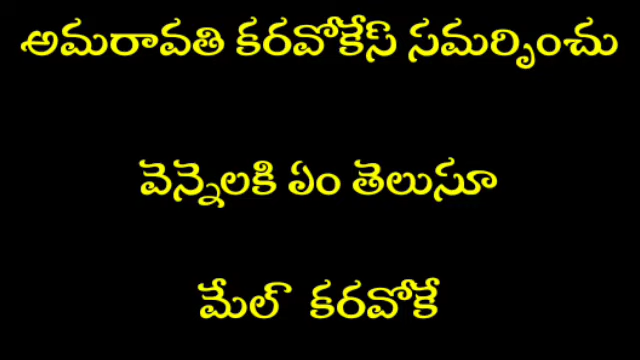 అమరావతి కరవోకేస్ సమర్పించు
వెన్నెలకి ఏం తెలుసూ
మేల్ కరవోకే